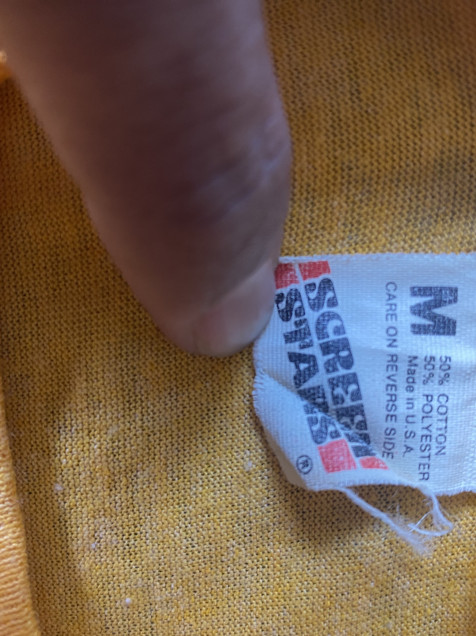 SCREEN
STARS
®
M
50% COTTON
50% POLYESTER
Made in U.S.A.
CARE ON REVERSE SIDE